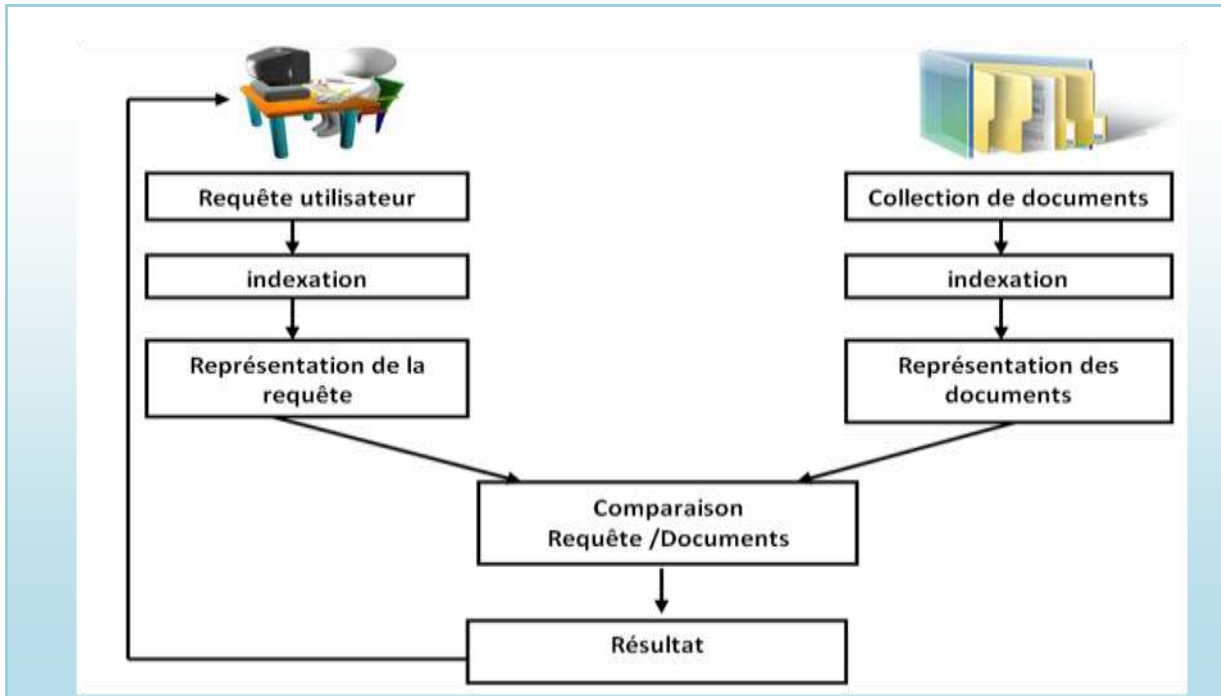 Requête utilisateur
indexation
Représentation de la
requête
Collection de documents
indexation
Représentation des
documents
Comparaison
Requête /Documents
Résultat